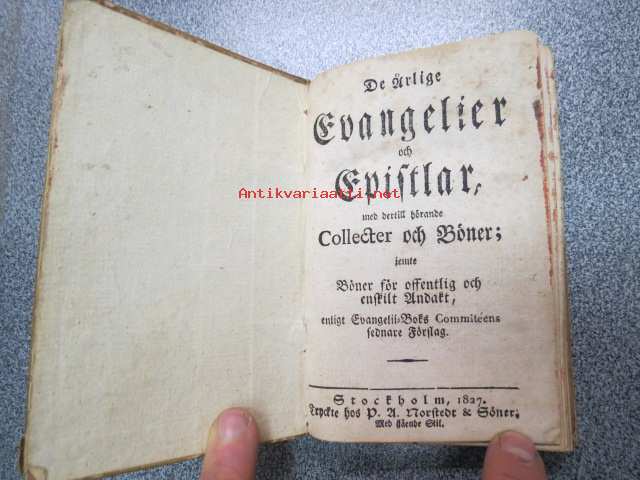 De Årlige
Evangelier
och
Epistlar,
Antikvariaatti.net
med dertill hörande
Collecter och Böner;
jemte
Böner för offentlig och
enskilt Andakt,
enligt Evangelii-Boks Commiteens
sednare Förslag.
Stockholm, 1827.
Tryckte hos P. A. Norstedt & Söner;
Med stående Stil.